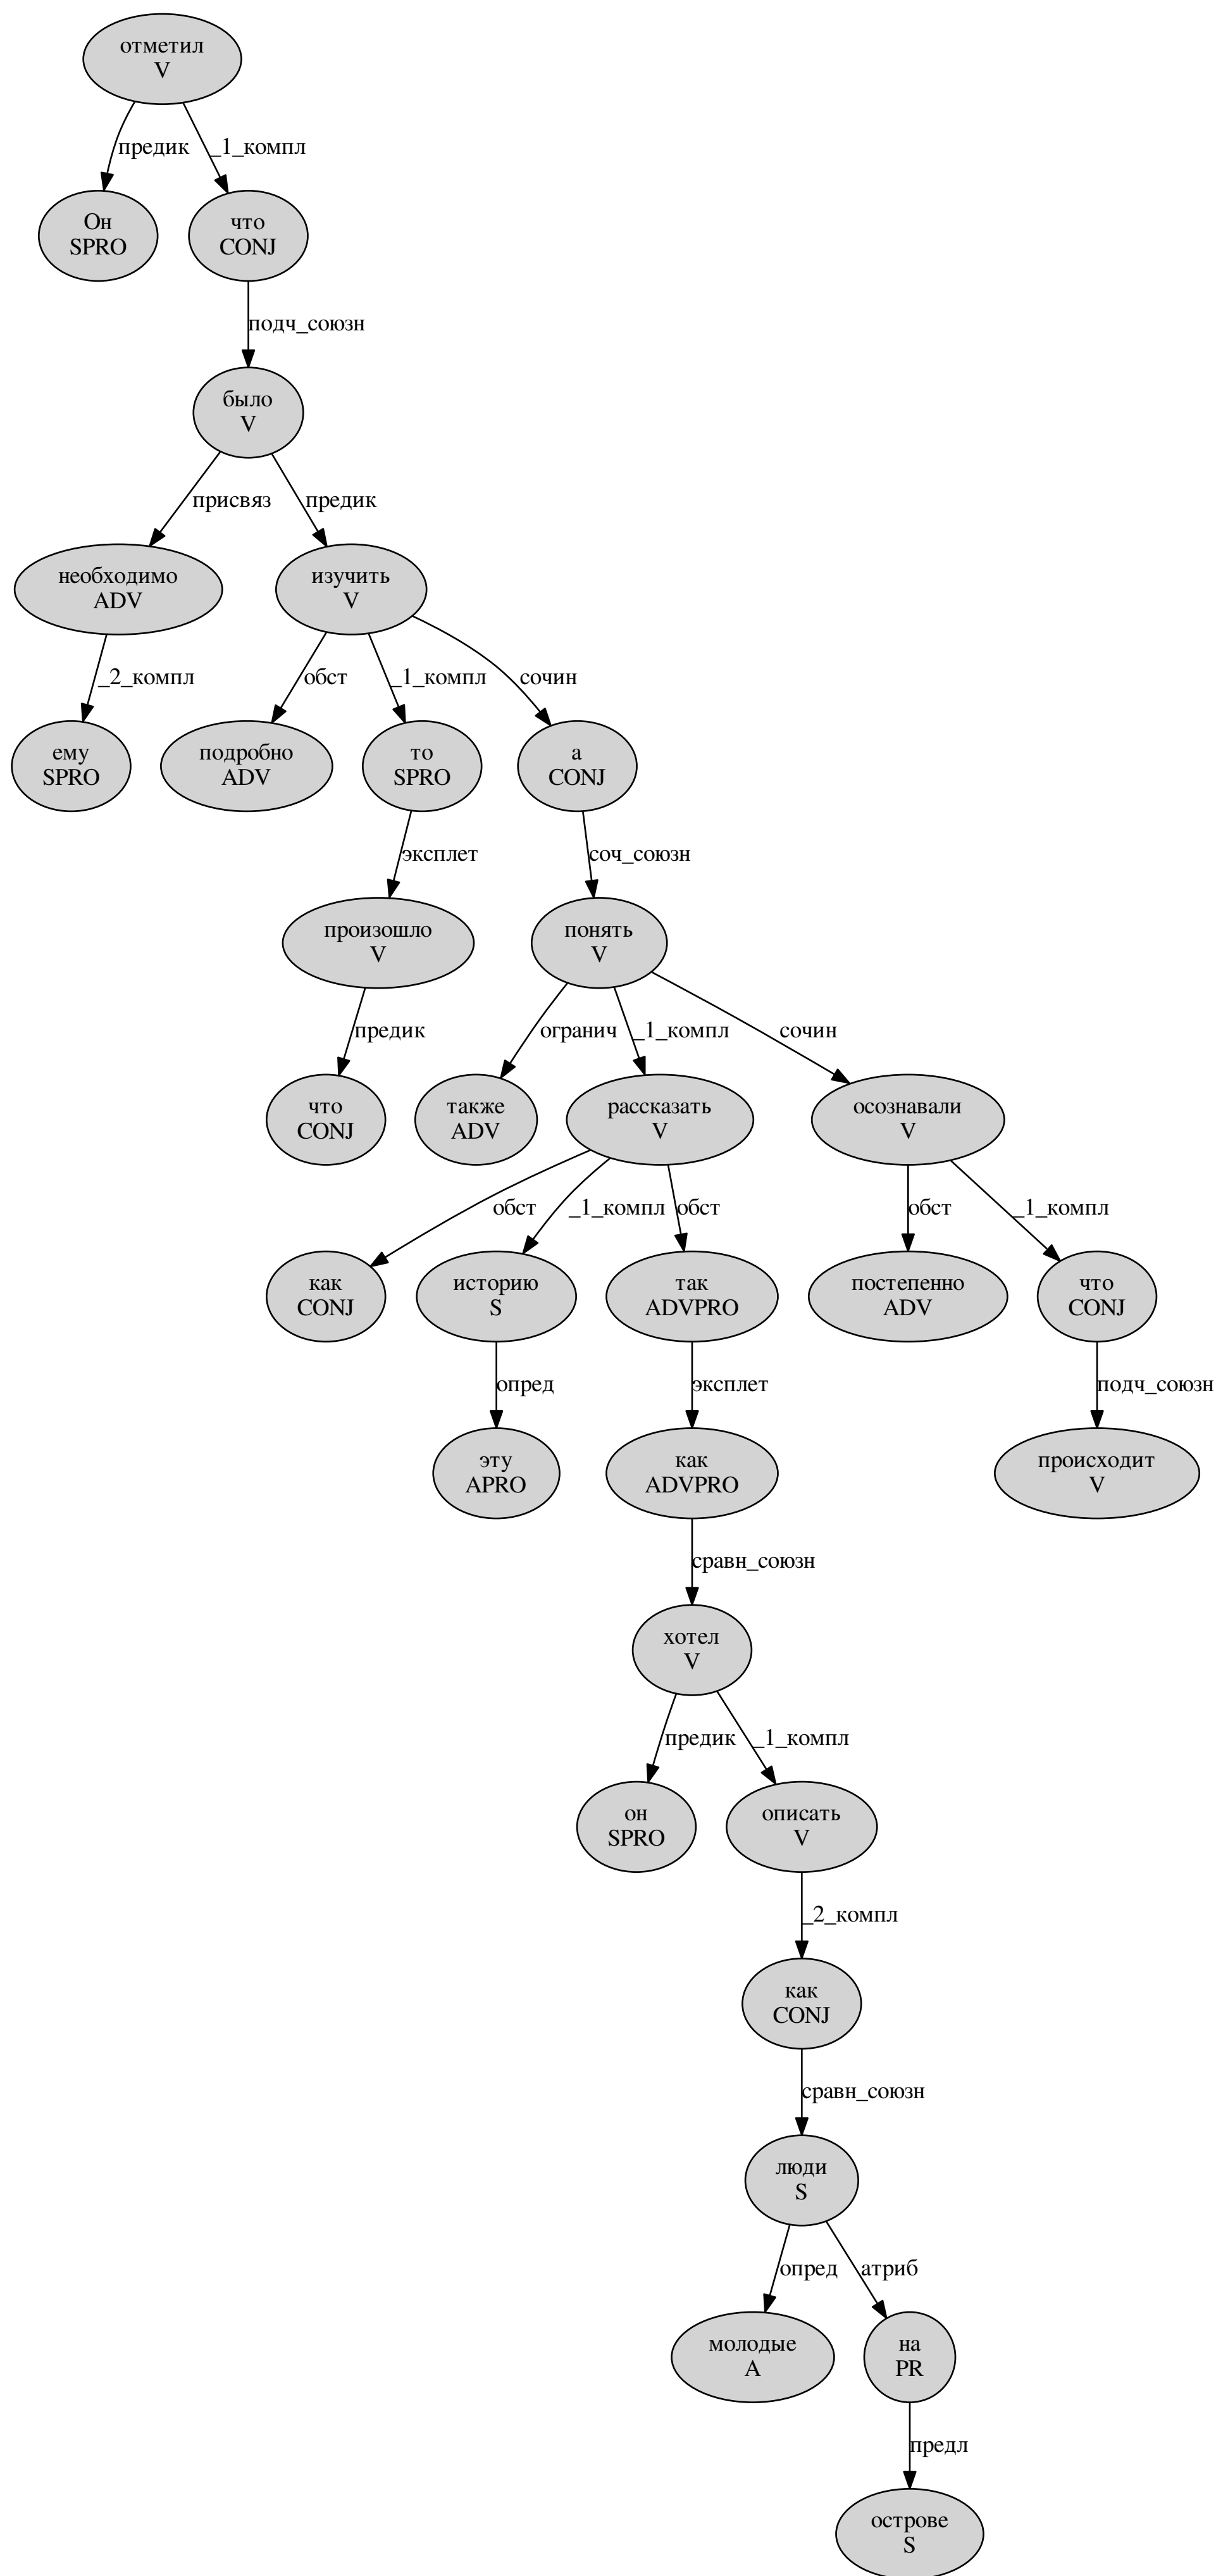 отметил
V
предик
_1_компл
Он
SPRO
что
CONJ
подч_союзн
было
V
присвяз
предик
необходимо
ADV
изучить
V
_2_компл
обст
_1_компл
сочин
ему
SPRO
подробно
ADV
то
SPRO
а
CONJ
эксплет
соч_союзн
произошло
V
понять
V
предик
огранич
_1_компл
сочин
что
CONJ
также
ADV
рассказать
V
осознавали
V
обст
_1_компл
обст
обст
_1_компл
как
CONJ
историю
S
так
ADVPRO
постепенно
ADV
что
CONJ
опред
эксплет
подч_союзн
эту
APRO
как
ADVPRO
происходит
V
сравн_союзн
хотел
V
предик
_1_компл
он
SPRO
описать
V
_2_компл
как
CONJ
сравн_союзн
люди
S
опред
атриб
молодые
A
на
PR
предл
острове
S